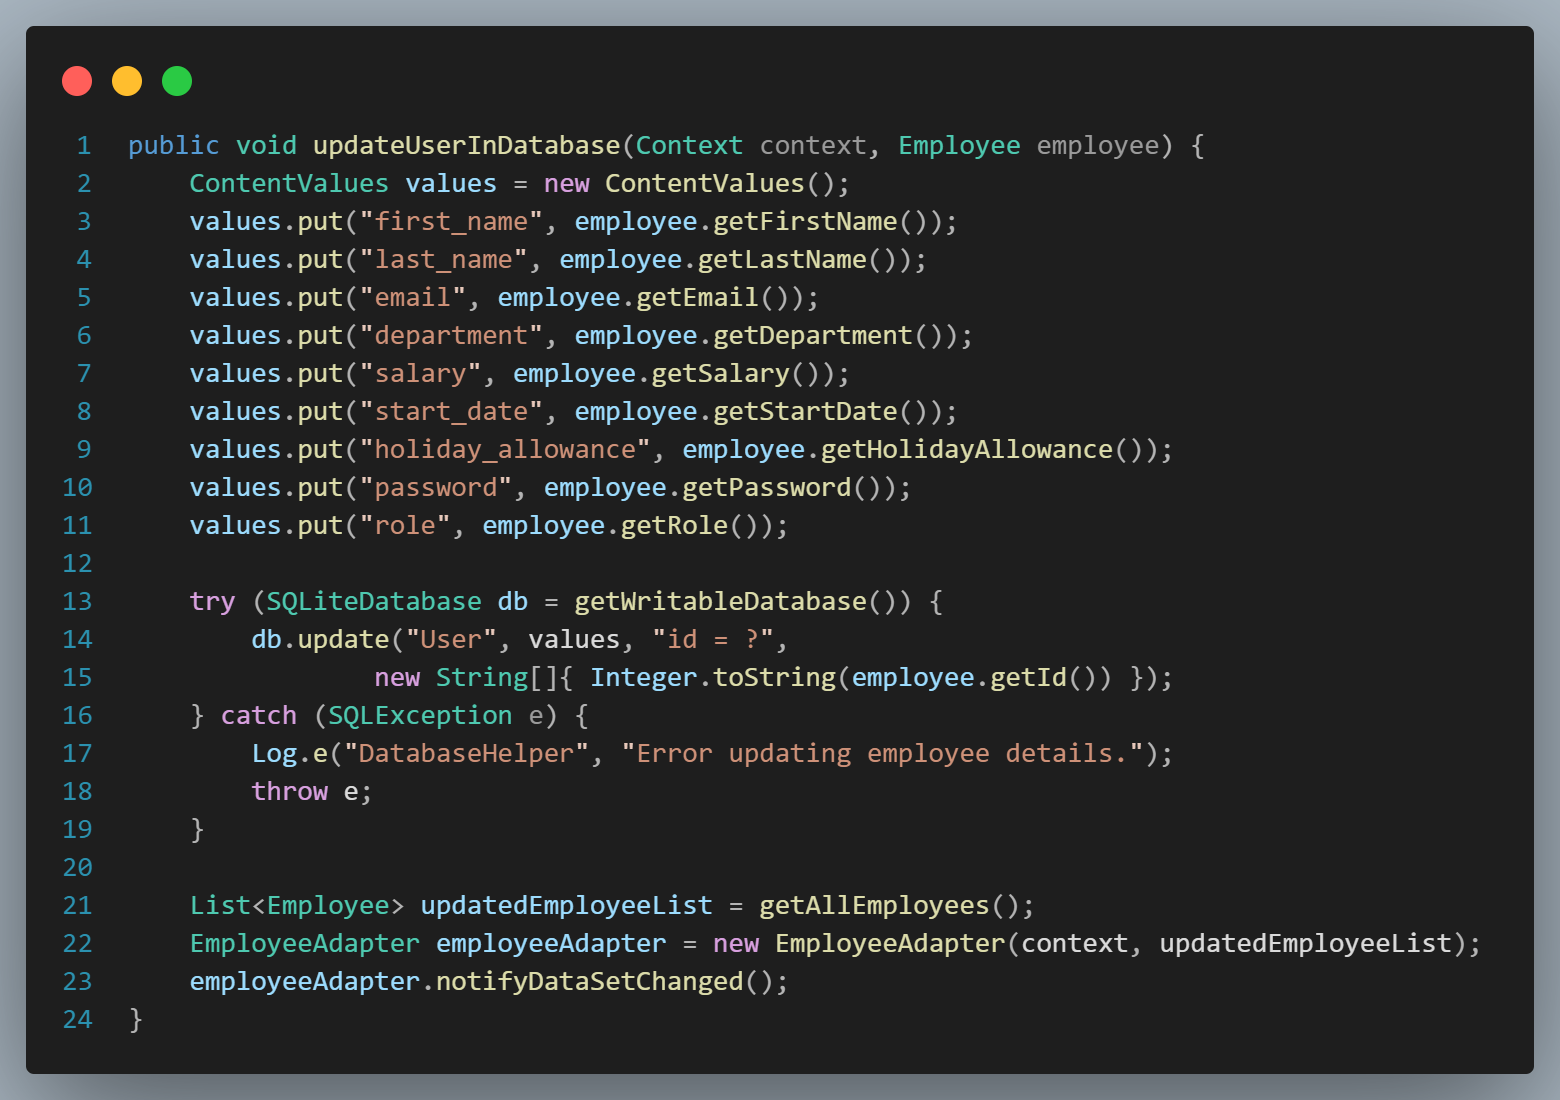 1 public void updateUserInDatabase(Context context, Employee employee) {
2     ContentValues values = new ContentValues();
3     values.put("first_name", employee.getFirstName());
4     values.put("last_name", employee.getLastName());
5     values.put("email", employee.getEmail());
6     values.put("department", employee.getDepartment());
7     values.put("salary", employee.getSalary());
8     values.put("start_date", employee.getStartDate());
9     values.put("holiday_allowance", employee.getHolidayAllowance());
10     values.put("password", employee.getPassword());
11     values.put("role", employee.getRole());
12
13     try (SQLiteDatabase db = getWritableDatabase()) {
14         db.update("User", values, "id = ?",
15                 new String[]{ Integer.toString(employee.getId()) });
16     } catch (SQLException e) {
17         Log.e("DatabaseHelper", "Error updating employee details.");
18         throw e;
19     }
20
21     List<Employee> updatedEmployeeList = getAllEmployees();
22     EmployeeAdapter employeeAdapter = new EmployeeAdapter(context, updatedEmployeeList);
23     employeeAdapter.notifyDataSetChanged();
24 }